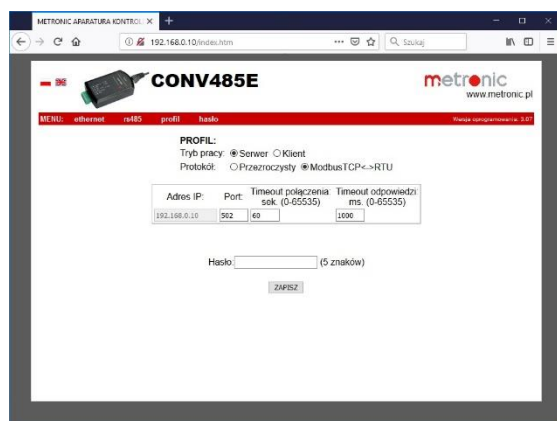 METRONIC APARATURA KONTROL
192.168.0.10/index.htm
Szukaj
CONV485E
metronic
www.metronic.pl
MENU: ethernet rs485 profil hasło
Wersja oprogramowania: 3.07
PROFIL:
Tryb pracy: Serwer Klient
Protokół: Przezroczysty ModbusTCP<->RTU
Adres IP: Port: Timeout połączenia: Timeout odpowiedzi:
sek. (0-65535) ms. (0-65535)
192.168.0.10 502 60 1000
Hasło: (5 znaków)
ZAPISZ